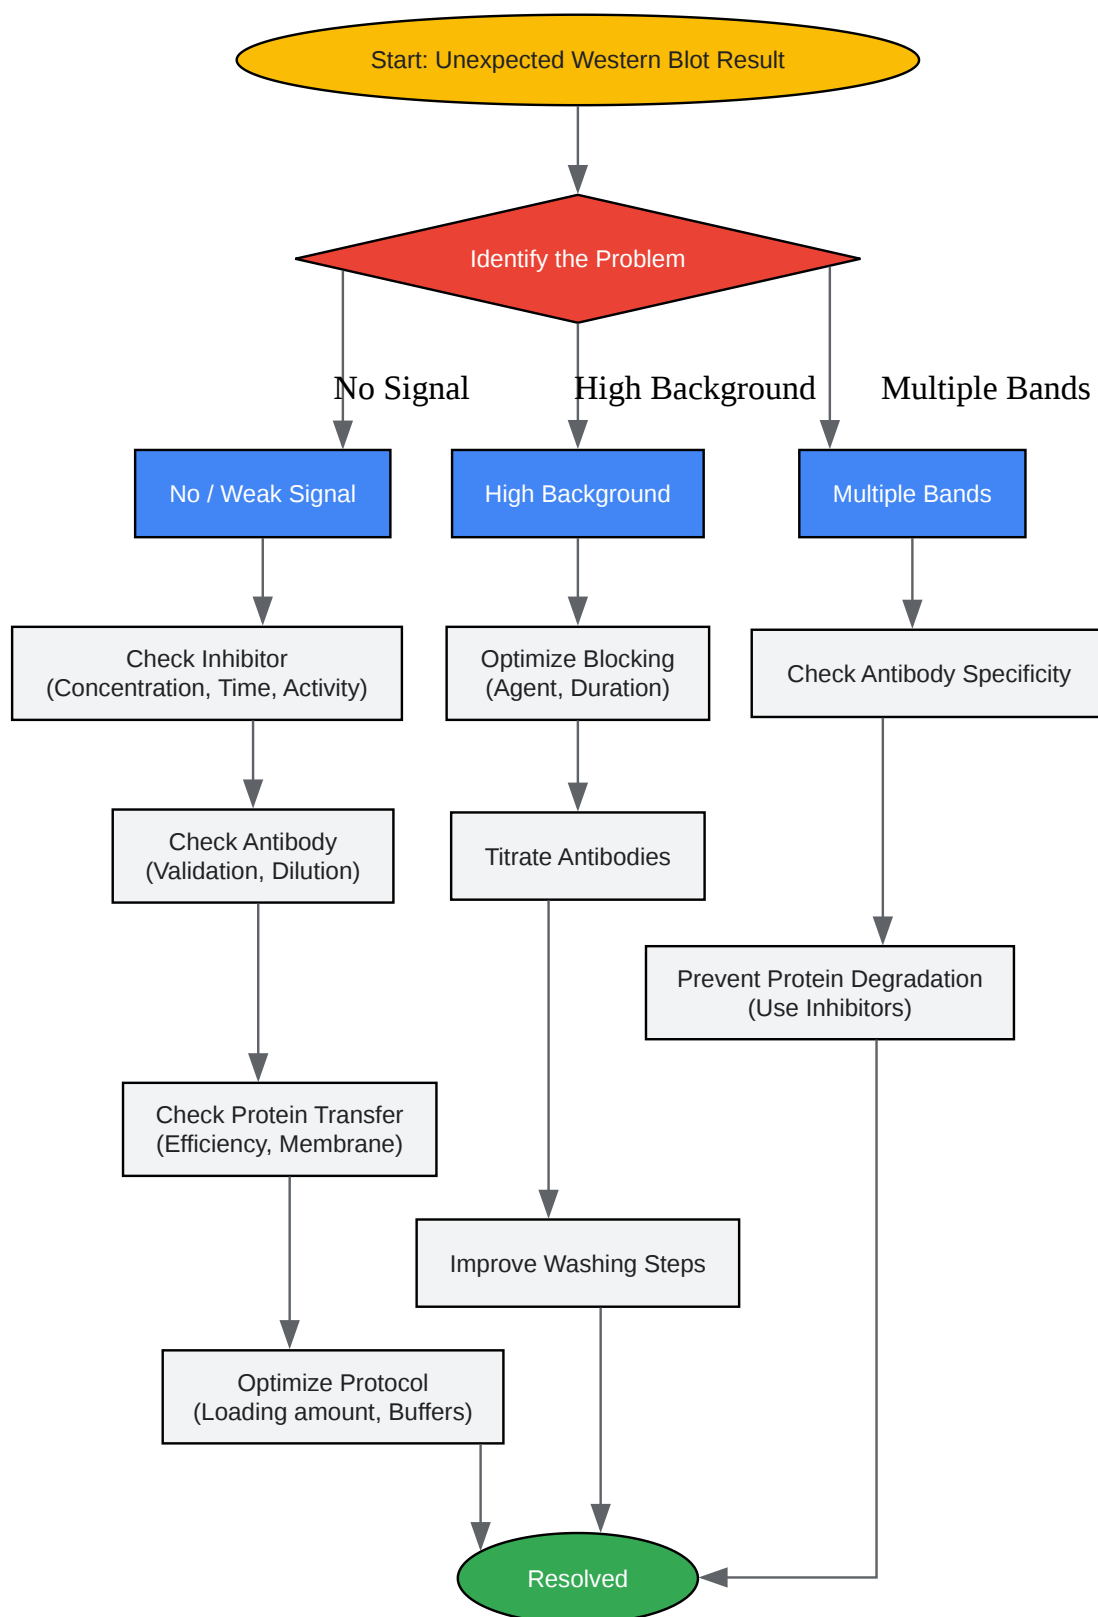 Start: Unexpected Western Blot Result
Identify the Problem
No Signal
High Background
Multiple Bands
No / Weak Signal
High Background
Multiple Bands
Check Inhibitor
(Concentration, Time, Activity)
Optimize Blocking
(Agent, Duration)
Check Antibody Specificity
Check Antibody
(Validation, Dilution)
Titrate Antibodies
Prevent Protein Degradation
(Use Inhibitors)
Check Protein Transfer
(Efficiency, Membrane)
Improve Washing Steps
Optimize Protocol
(Loading amount, Buffers)
Resolved